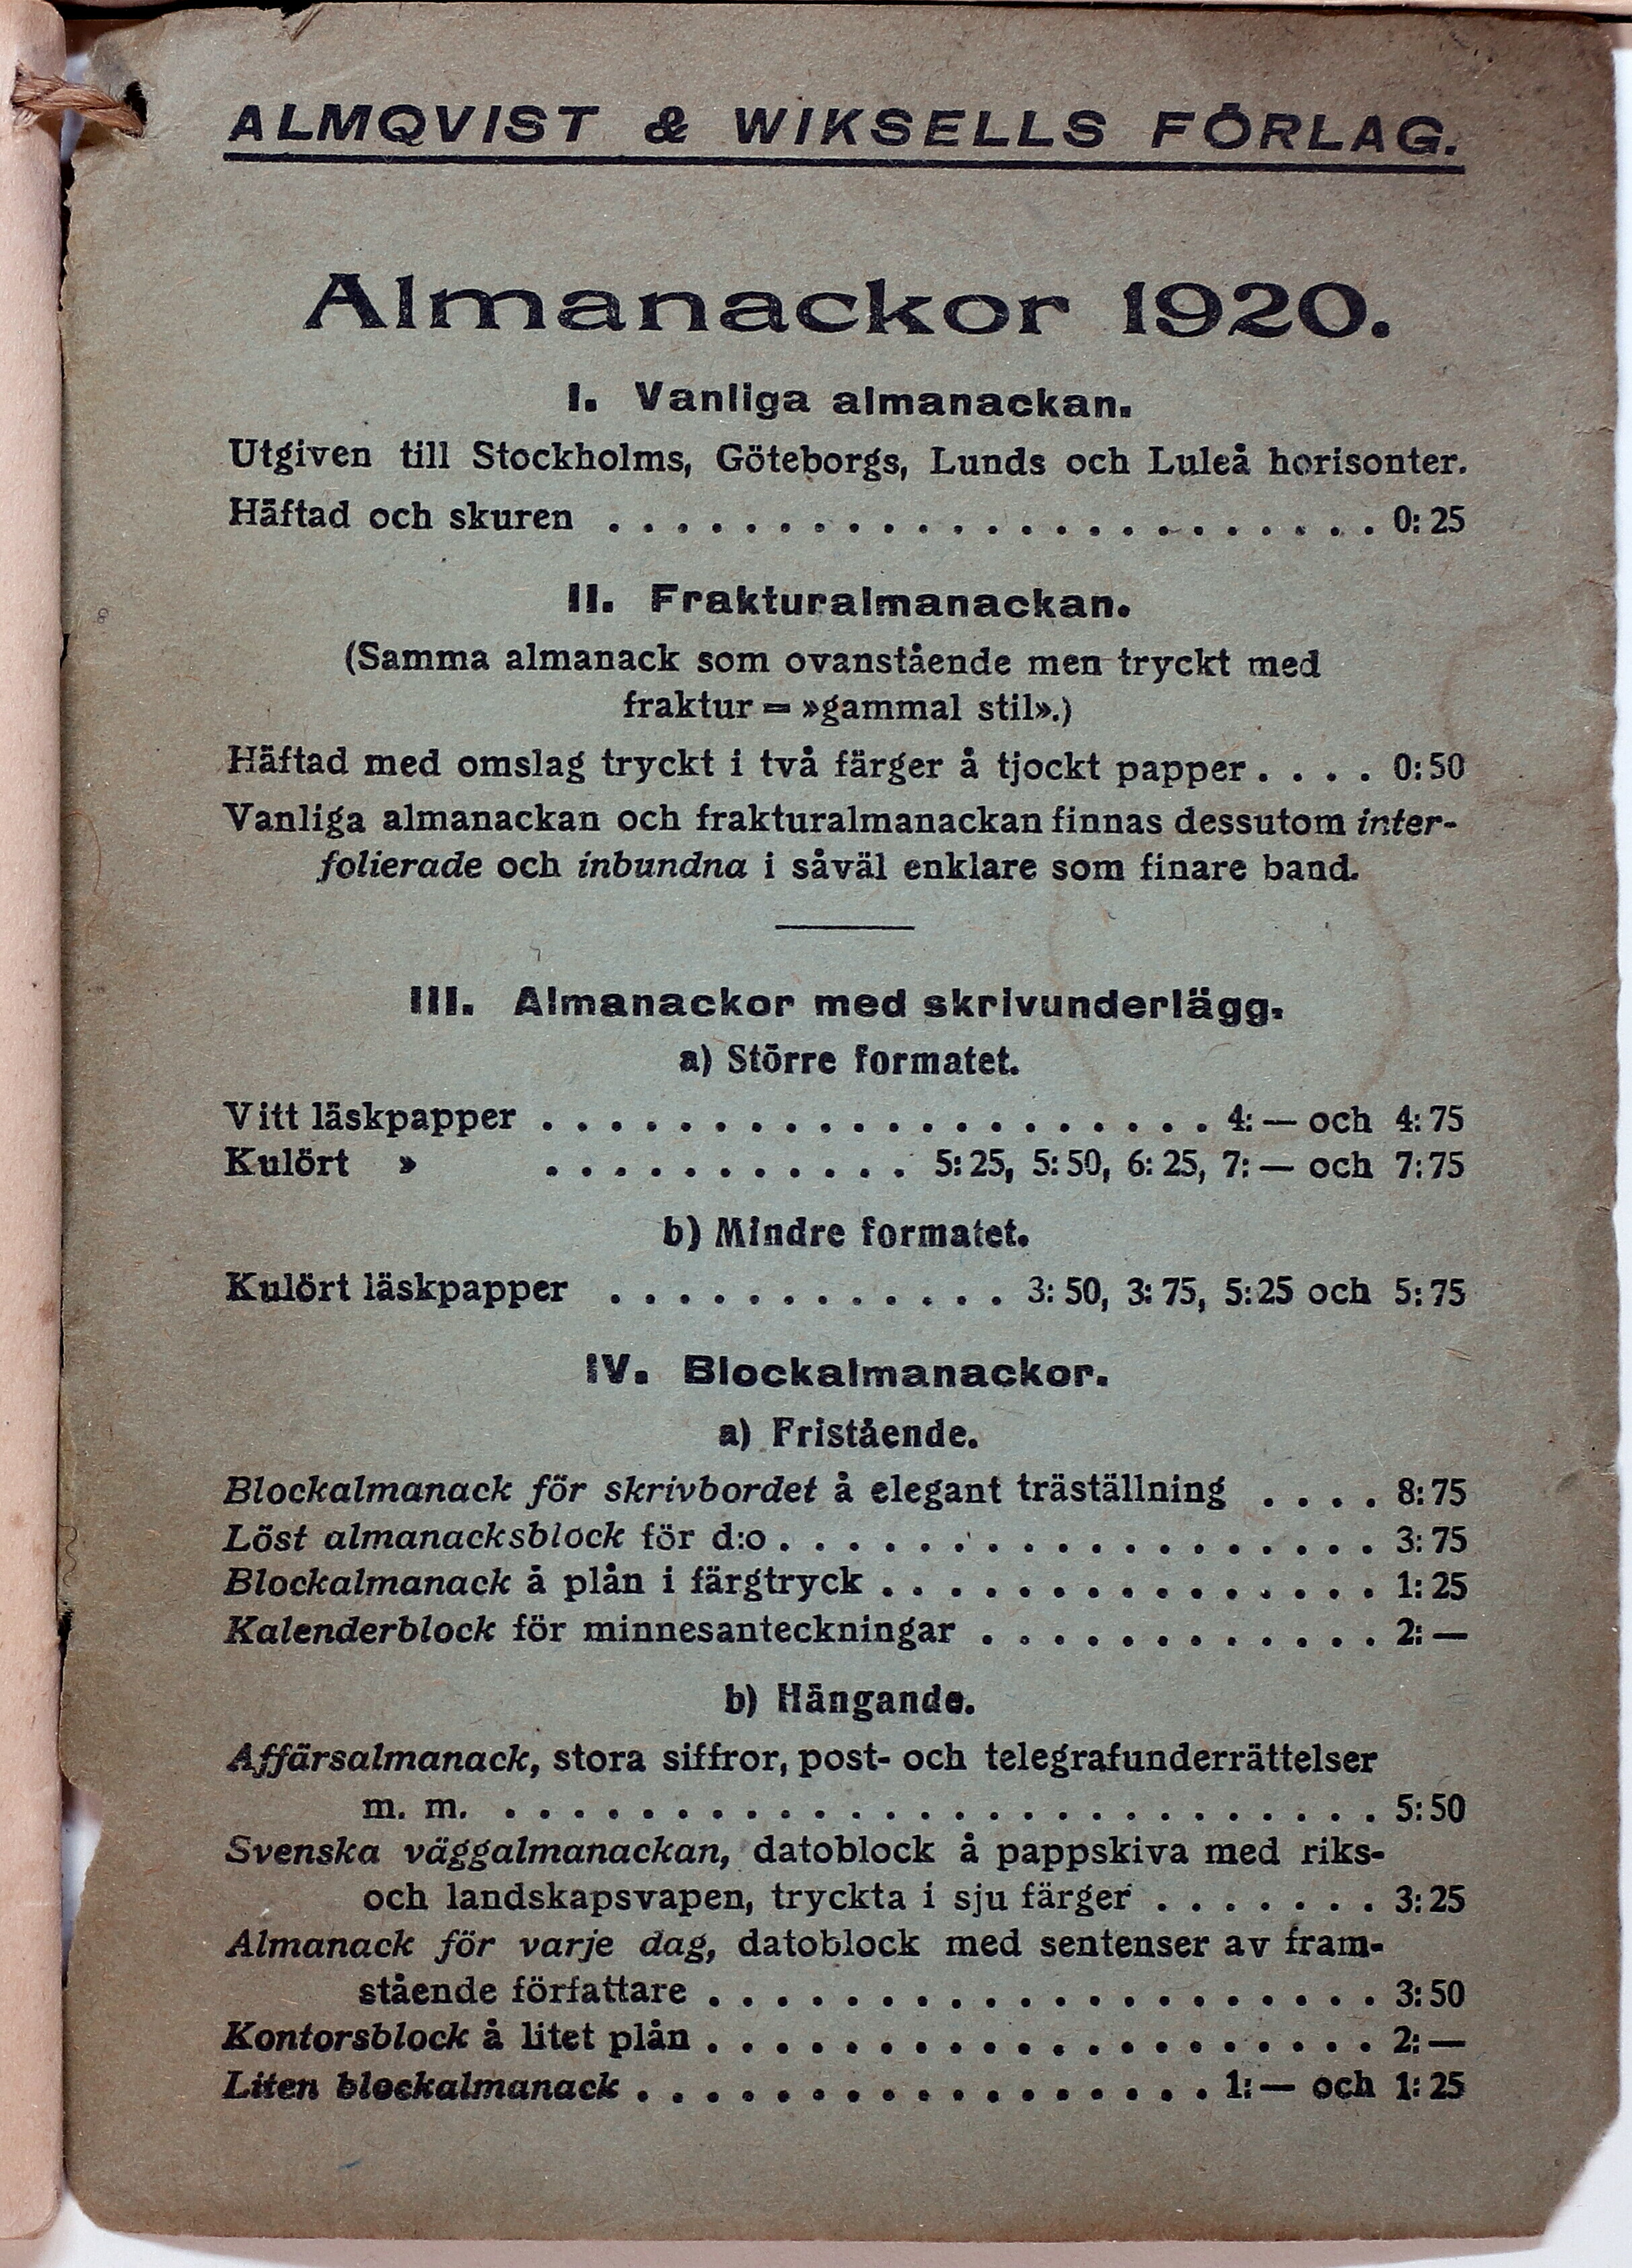 ALMQVIST & WIKSELLS FÖRLAG.
Almanackor 1920.
I. Vanliga almanackan.
Utgiven till Stockholms, Göteborgs, Lunds och Luleå horisonter.
Häftad och skuren . . . . . . . . . . . . . . . . . . . . . . . 0: 25
II. Frakturalmanackan.
(Samma almanack som ovanstående men tryckt med
fraktur = »gammal stil».)
Häftad med omslag tryckt i två färger å tjockt papper . . . . 0: 50
Vanliga almanackan och frakturalmanackan finnas dessutom inter-
folierade och inbundna i såväl enklare som finare band.
III. Almanackor med skrivunderlägg.
a) Större formatet.
Vitt läskpapper . . . . . . . . . . . . . . . . . . . . 4: — och 4: 75
Kulört » . . . . . . . . . . . 5: 25, 5: 50, 6: 25, 7: — och 7: 75
b) Mindre formatet.
Kulört läskpapper . . . . . . . . . . . . 3: 50, 3: 75, 5: 25 och 5: 75
IV. Blockalmanackor.
a) Fristående.
Blockalmanack för skrivbordet å elegant träställning . . . . 8: 75
Löst almanacksblock för d:o . . . . . . . . . . . . . . . . . . 3: 75
Blockalmanack å plån i färgtryck . . . . . . . . . . . . . . . 1: 25
Kalenderblock för minnesanteckningar . . . . . . . . . . . . 2: —
b) Hängande.
Affärsalmanack, stora siffror, post- och telegrafunderrättelser
m. m. . . . . . . . . . . . . . . . . . . . . . . . . . . 5: 50
Svenska väggalmanackan, datoblock å pappskiva med riks-
och landskapsvapen, tryckta i sju färger . . . . . . . 3: 25
Almanack för varje dag, datoblock med sentenser av fram-
stående författare . . . . . . . . . . . . . . . . . . . . 3: 50
Kontorsblock å litet plån . . . . . . . . . . . . . . . . . . . . 2: —
Liten blockalmanack . . . . . . . . . . . . . . . . . 1: — och 1: 25